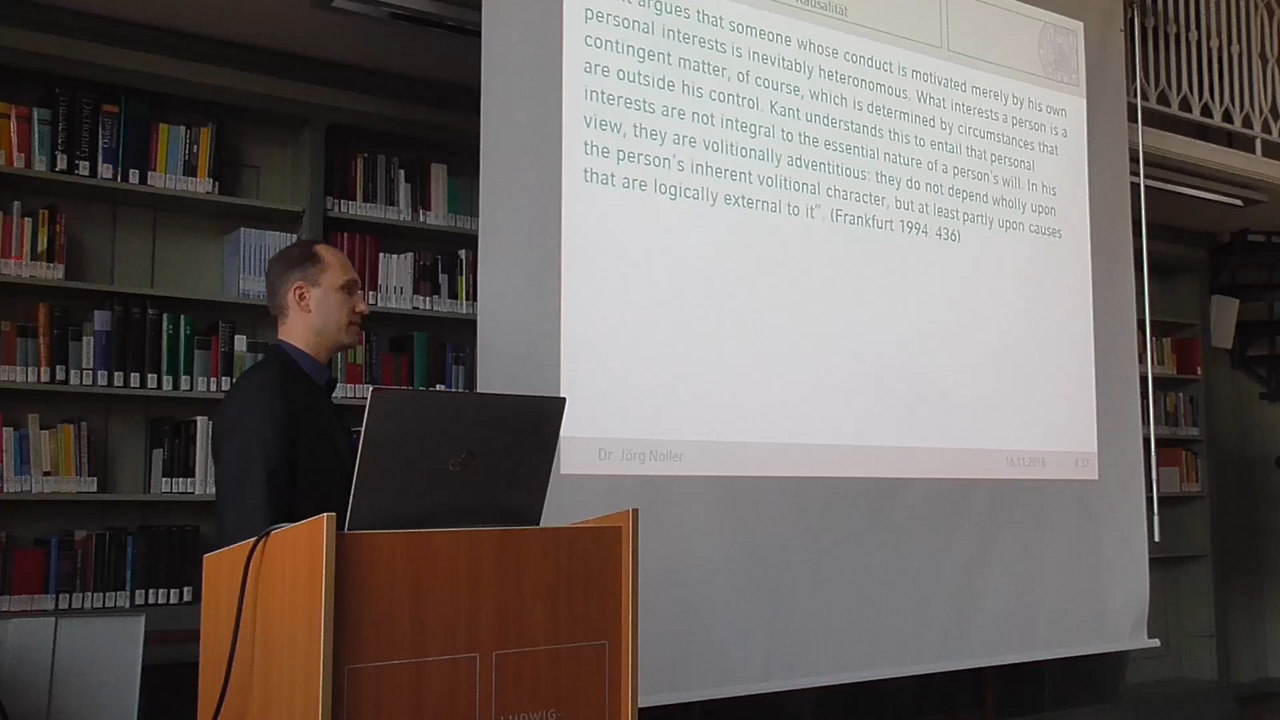 Kausalität
argues that someone whose conduct is motivated merely by his own
personal interests is inevitably heteronomous. What interests a person is a
contingent matter, of course, which is determined by circumstances that
are outside his control. Kant understands this to entail that personal
interests are not integral to the essential nature of a person's will. In his
view, they are volitionally adventitious: they do not depend wholly upon
the person's inherent volitional character, but at least partly upon causes
that are logically external to it". (Frankfurt 1994: 436)
Dr. Jörg Noller
16.11.2018
Dictionary
LUDWIG-